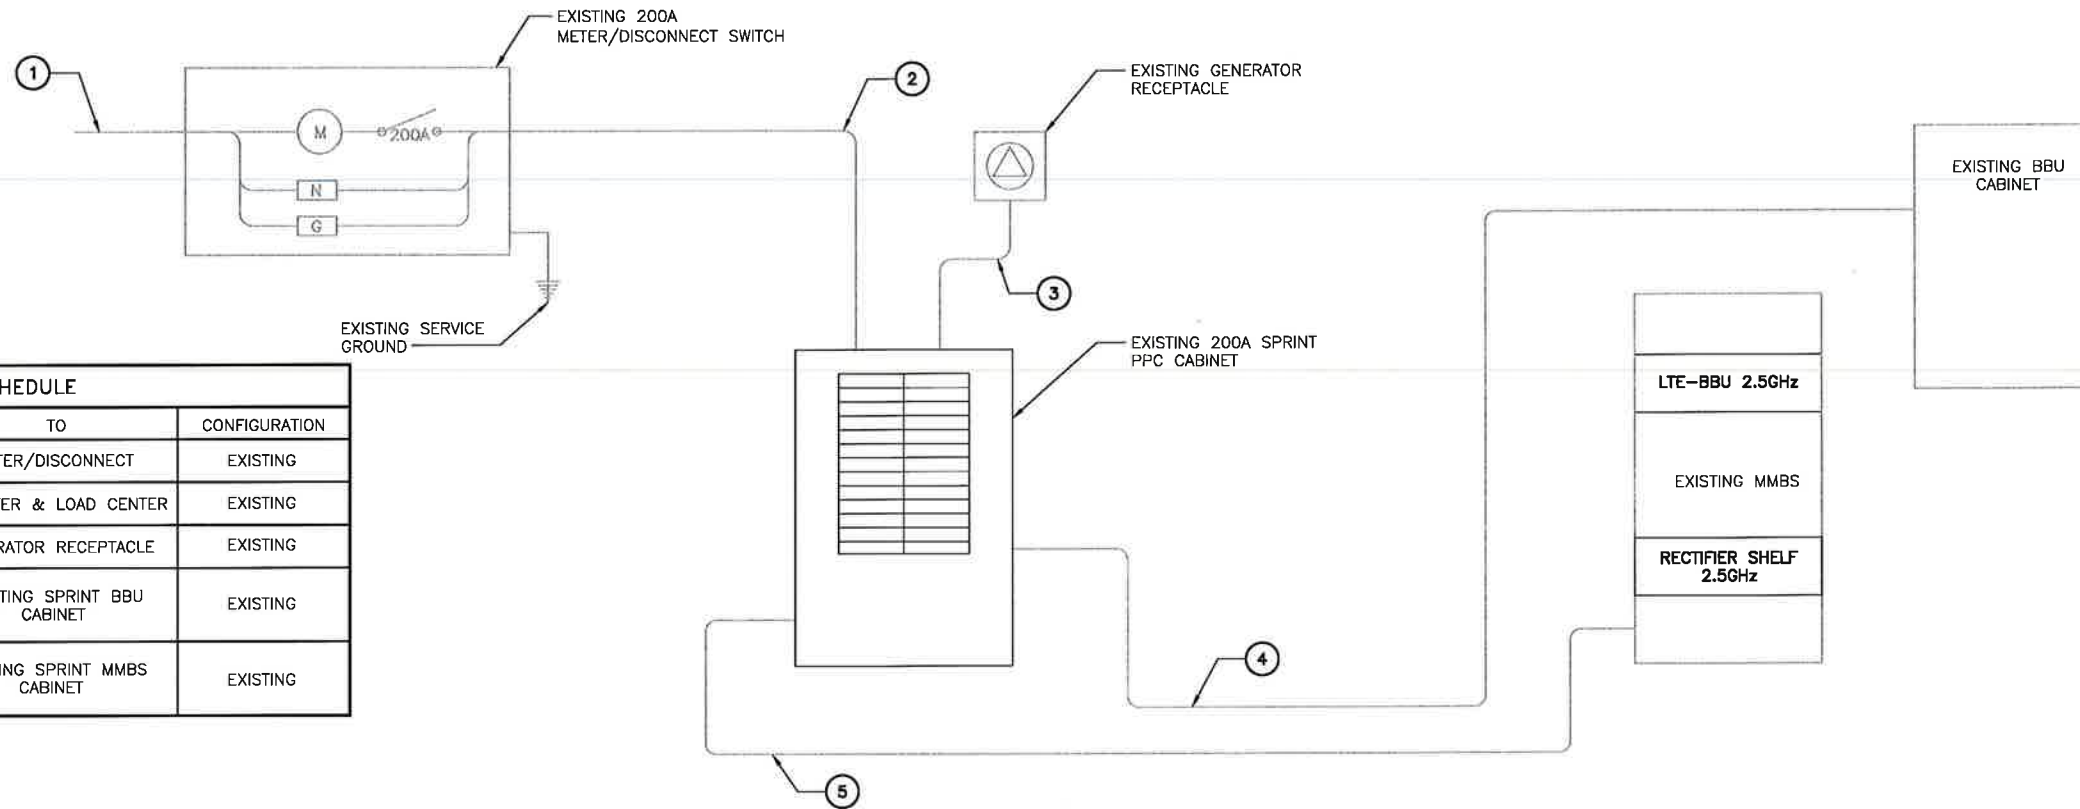 EXISTING 200A
METER/DISCONNECT SWITCH
1
2
EXISTING GENERATOR
RECEPTACLE
M
200A
N
G
EXISTING BBU
CABINET
3
EXISTING SERVICE
GROUND
EXISTING 200A SPRINT
PPC CABINET
LTE-BBU 2.5GHz
EXISTING MMBS
RECTIFIER SHELF
2.5GHz
4
5
HEDULE
TO CONFIGURATION
TER/DISCONNECT EXISTING
TER & LOAD CENTER EXISTING
RATOR RECEPTACLE EXISTING
TING SPRINT BBU
CABINET EXISTING
ING SPRINT MMBS
CABINET EXISTING